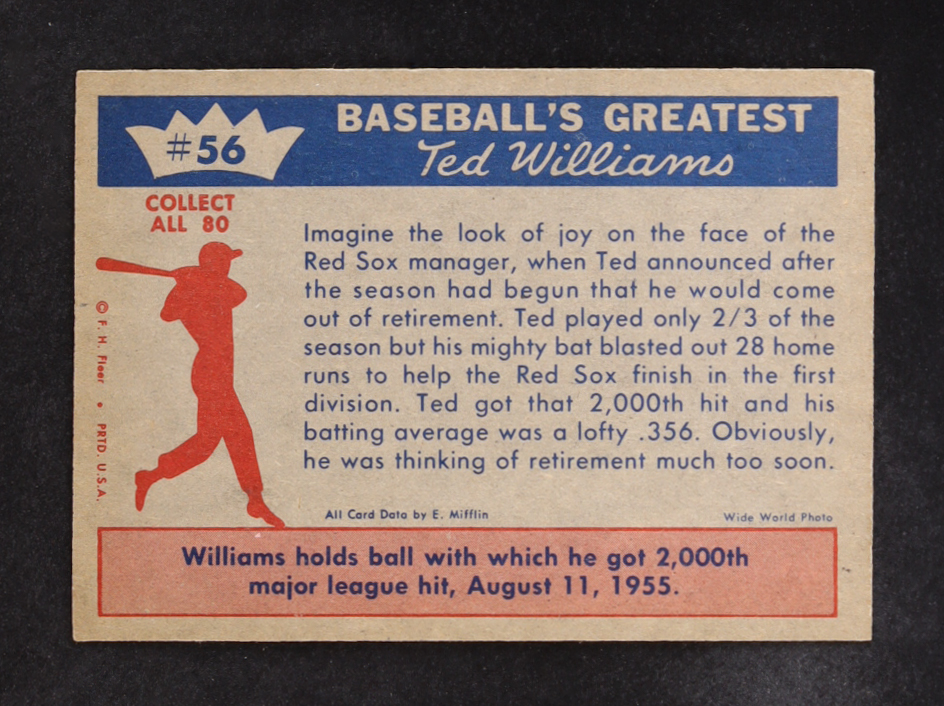 #56
BASEBALL'S GREATEST
Ted Williams
COLLECT
ALL 80
© F. H. Fleer • PRTD. U.S.A.
Imagine the look of joy on the face of the
Red Sox manager, when Ted announced after
the season had begun that he would come
out of retirement. Ted played only 2/3 of the
season but his mighty bat blasted out 28 home
runs to help the Red Sox finish in the first
division. Ted got that 2,000th hit and his
batting average was a lofty .356. Obviously,
he was thinking of retirement much too soon.
All Card Data by E. Mifflin
Wide World Photo
Williams holds ball with which he got 2,000th
major league hit, August 11, 1955.